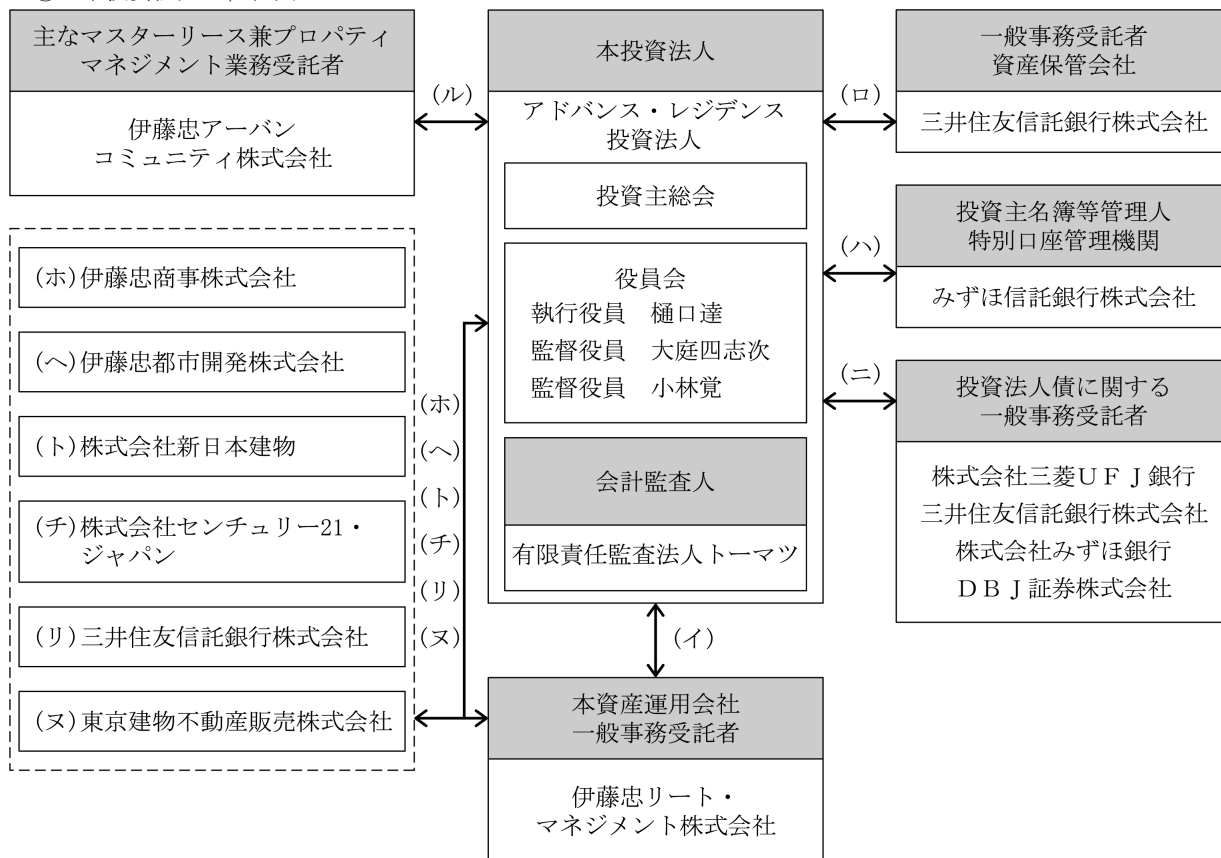 主なマスターリース兼プロパティ
マネジメント業務受託者
伊藤忠アーバン
コミュニティ株式会社
(ル)
本投資法人
アドバンス・レジデンス
投資法人
投資主総会
役員会
執行役員 樋口達
監督役員 大庭四志次
監督役員 小林覚
会計監査人
有限責任監査法人トーマツ
(ロ)
一般事務受託者
資産保管会社
三井住友信託銀行株式会社
(ハ)
投資主名簿等管理人
特別口座管理機関
みずほ信託銀行株式会社
(ニ)
投資法人債に関する
一般事務受託者
株式会社三菱ＵＦＪ銀行
三井住友信託銀行株式会社
株式会社みずほ銀行
ＤＢＪ証券株式会社
(ホ)伊藤忠商事株式会社
(ヘ)伊藤忠都市開発株式会社
(ト)株式会社新日本建物
(チ)株式会社センチュリー21・
ジャパン
(リ)三井住友信託銀行株式会社
(ヌ)東京建物不動産販売株式会社
(ホ)
(ヘ)
(ト)
(チ)
(リ)
(ヌ)
(イ)
本資産運用会社
一般事務受託者
伊藤忠リート・
マネジメント株式会社